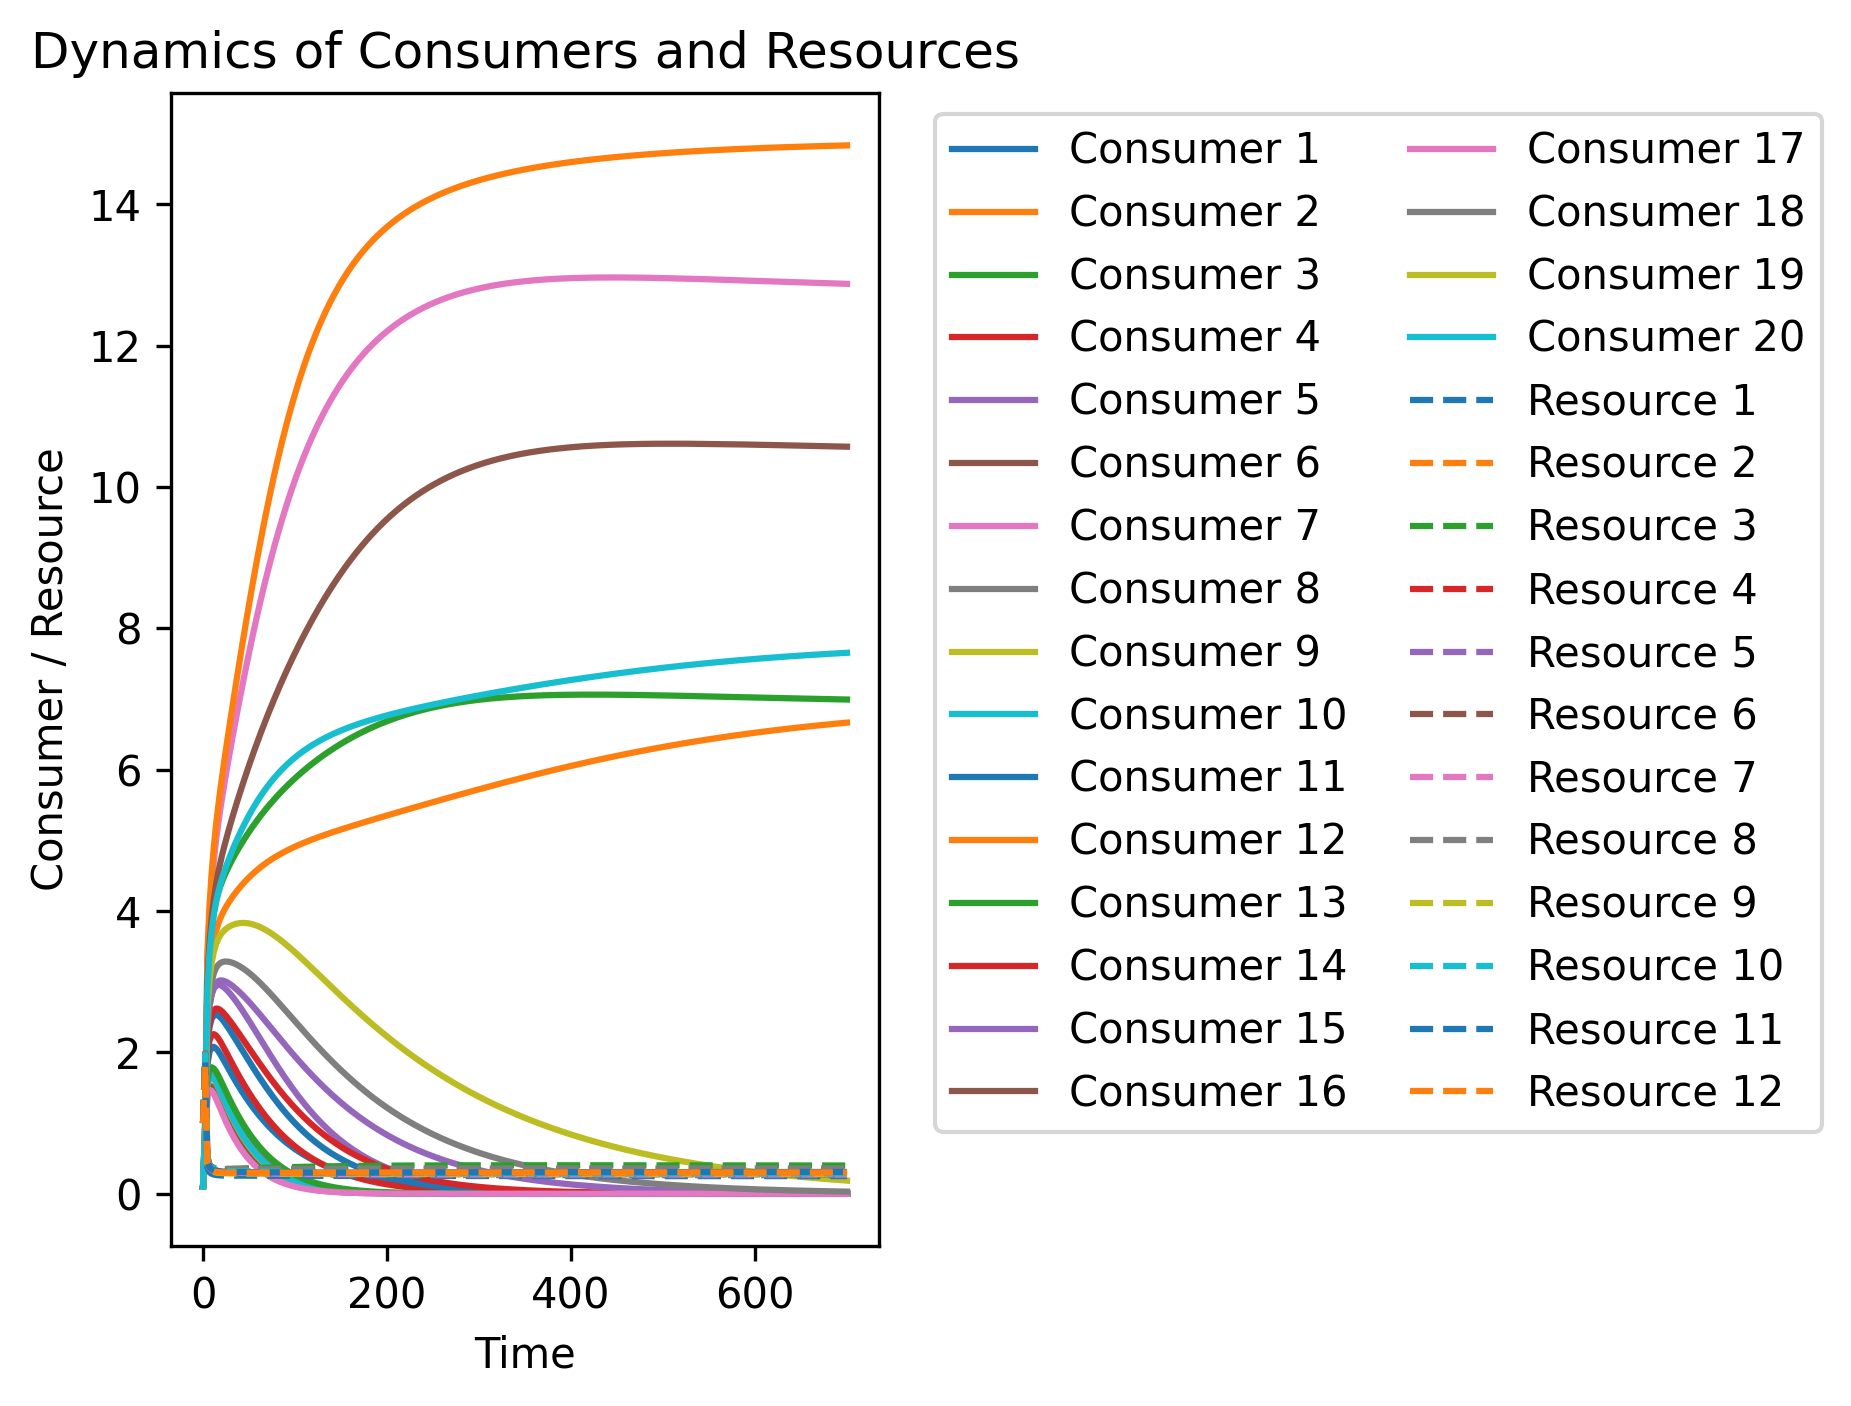 Dynamics of Consumers and Resources
Consumer / Resource
14
12
10
8
6
4
2
0
0 200 400 600
Time
Consumer 1
Consumer 2
Consumer 3
Consumer 4
Consumer 5
Consumer 6
Consumer 7
Consumer 8
Consumer 9
Consumer 10
Consumer 11
Consumer 12
Consumer 13
Consumer 14
Consumer 15
Consumer 16
Consumer 17
Consumer 18
Consumer 19
Consumer 20
Resource 1
Resource 2
Resource 3
Resource 4
Resource 5
Resource 6
Resource 7
Resource 8
Resource 9
Resource 10
Resource 11
Resource 12